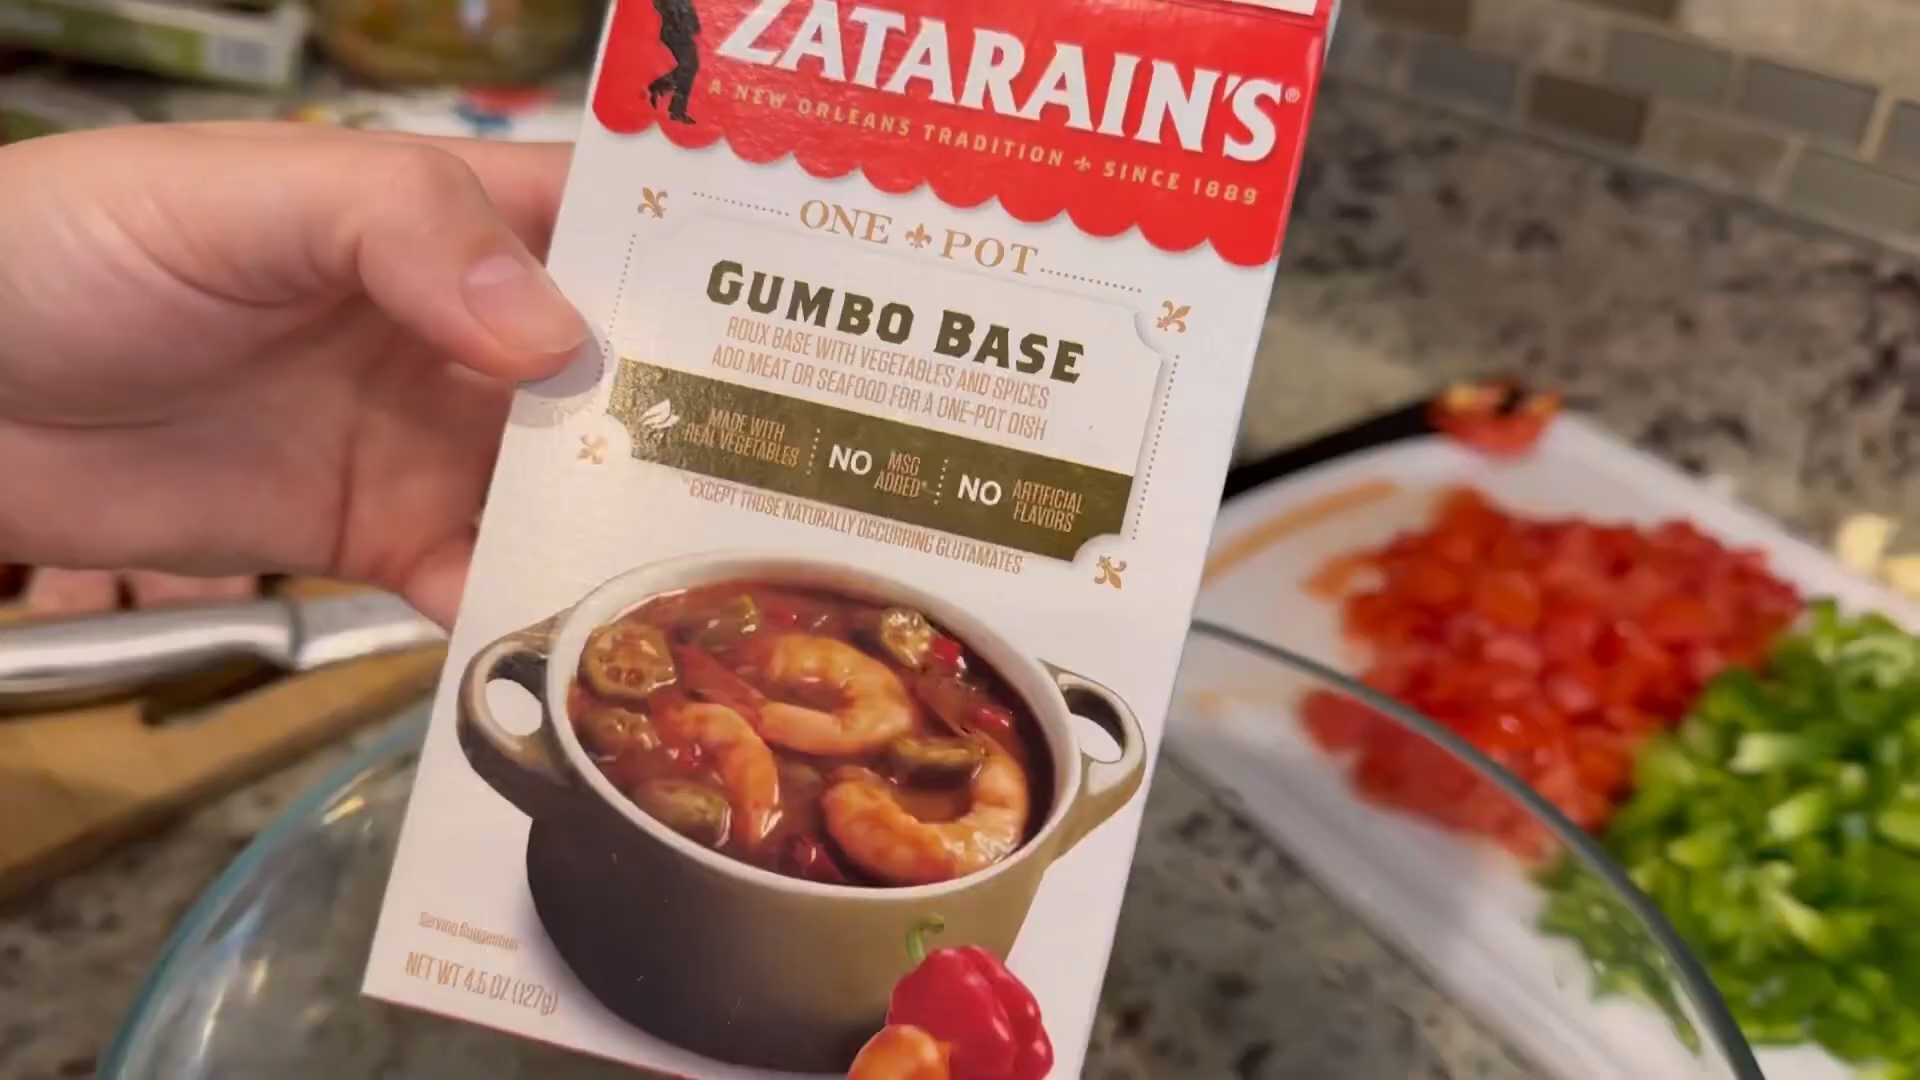 ZATARAIN'S®
A NEW ORLEANS TRADITION SINCE 1889
ONE POT
GUMBO BASE
ROUX BASE WITH VEGETABLES AND SPICES
ADD MEAT OR SEAFOOD FOR A ONE-POT DISH
MADE WITH
REAL VEGETABLES
NO MSG
ADDED*
NO ARTIFICIAL
FLAVORS
*EXCEPT THOSE NATURALLY OCCURRING GLUTAMATES
Serving Suggestion
NET WT 4.5 OZ (127g)